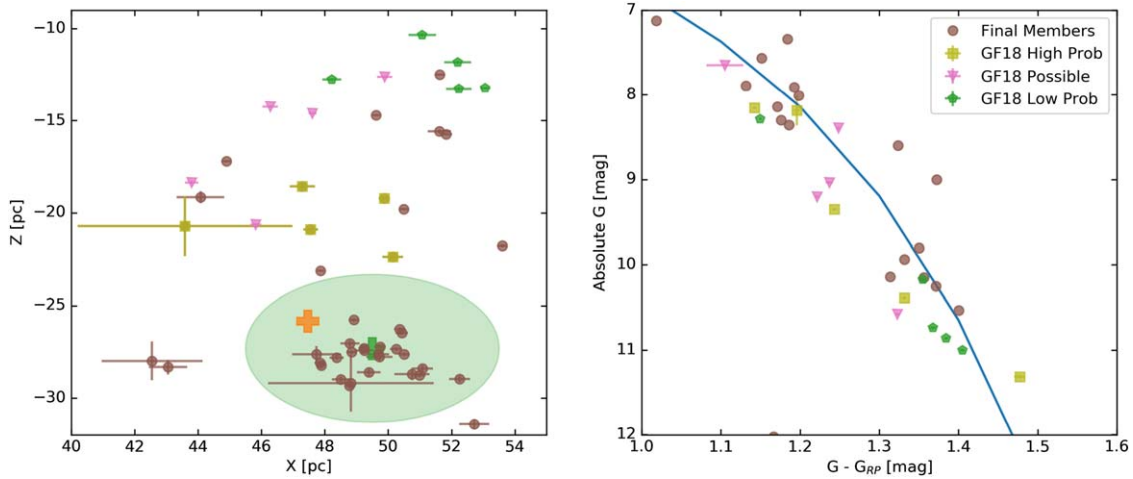 −10
−15
−20
−25
−30
Z [pc]
40 42 44 46 48 50 52 54
X [pc]
7
8
9
10
11
12
Absolute G [mag]
1.0 1.1 1.2 1.3 1.4 1.5 1.6
G - G_RP [mag]
Final Members
GF18 High Prob
GF18 Possible
GF18 Low Prob